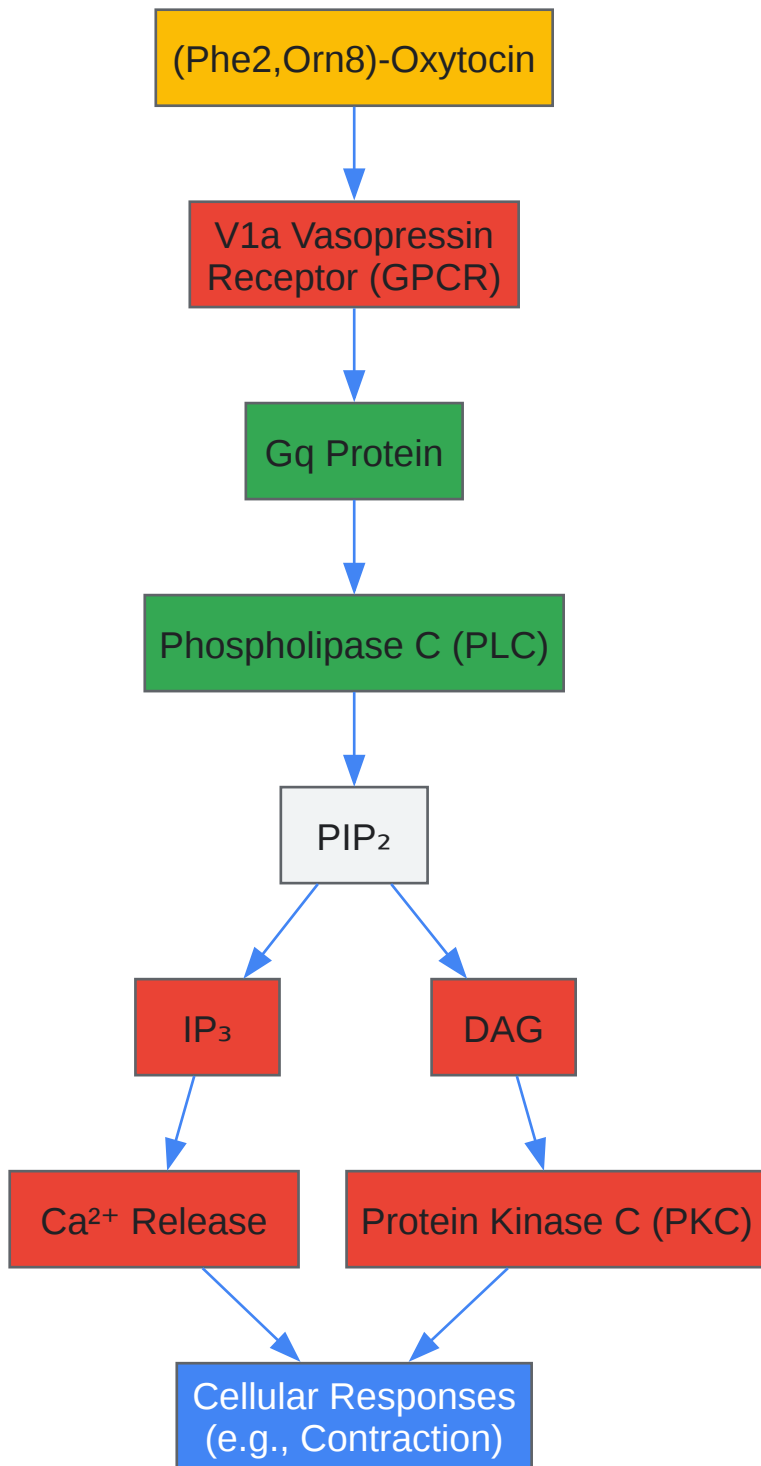 (Phe2,Orn8)-Oxytocin
V1a Vasopressin
Receptor (GPCR)
Gq Protein
Phospholipase C (PLC)
PIP₂
IP₃
DAG
Ca²⁺ Release
Protein Kinase C (PKC)
Cellular Responses
(e.g., Contraction)